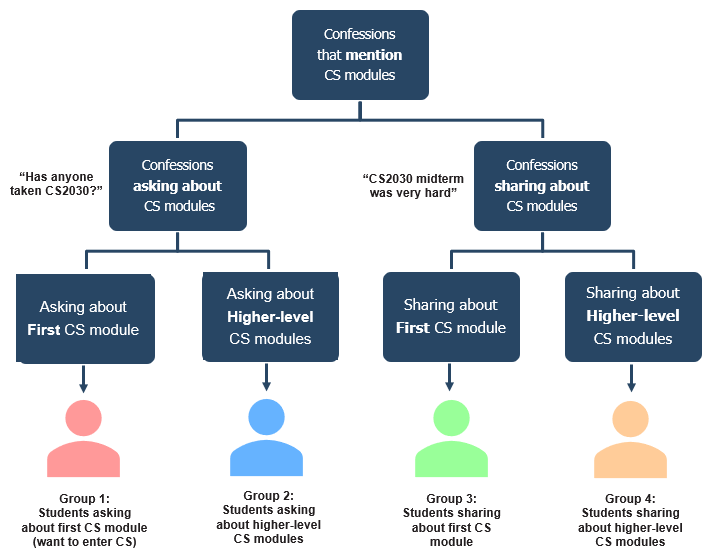 Confessions
that mention
CS modules
“Has anyone
taken CS2030?”
Confessions
asking about
CS modules
“CS2030 midterm
was very hard”
Confessions
sharing about
CS modules
Asking about
First CS module
Asking about
Higher-level
CS modules
Sharing about
First CS module
Sharing about
Higher-level
CS modules
Group 1:
Students asking
about first CS module
(want to enter CS)
Group 2:
Students asking
about higher-level
CS modules
Group 3:
Students sharing
about first CS
module
Group 4:
Students sharing
about higher-level
CS modules